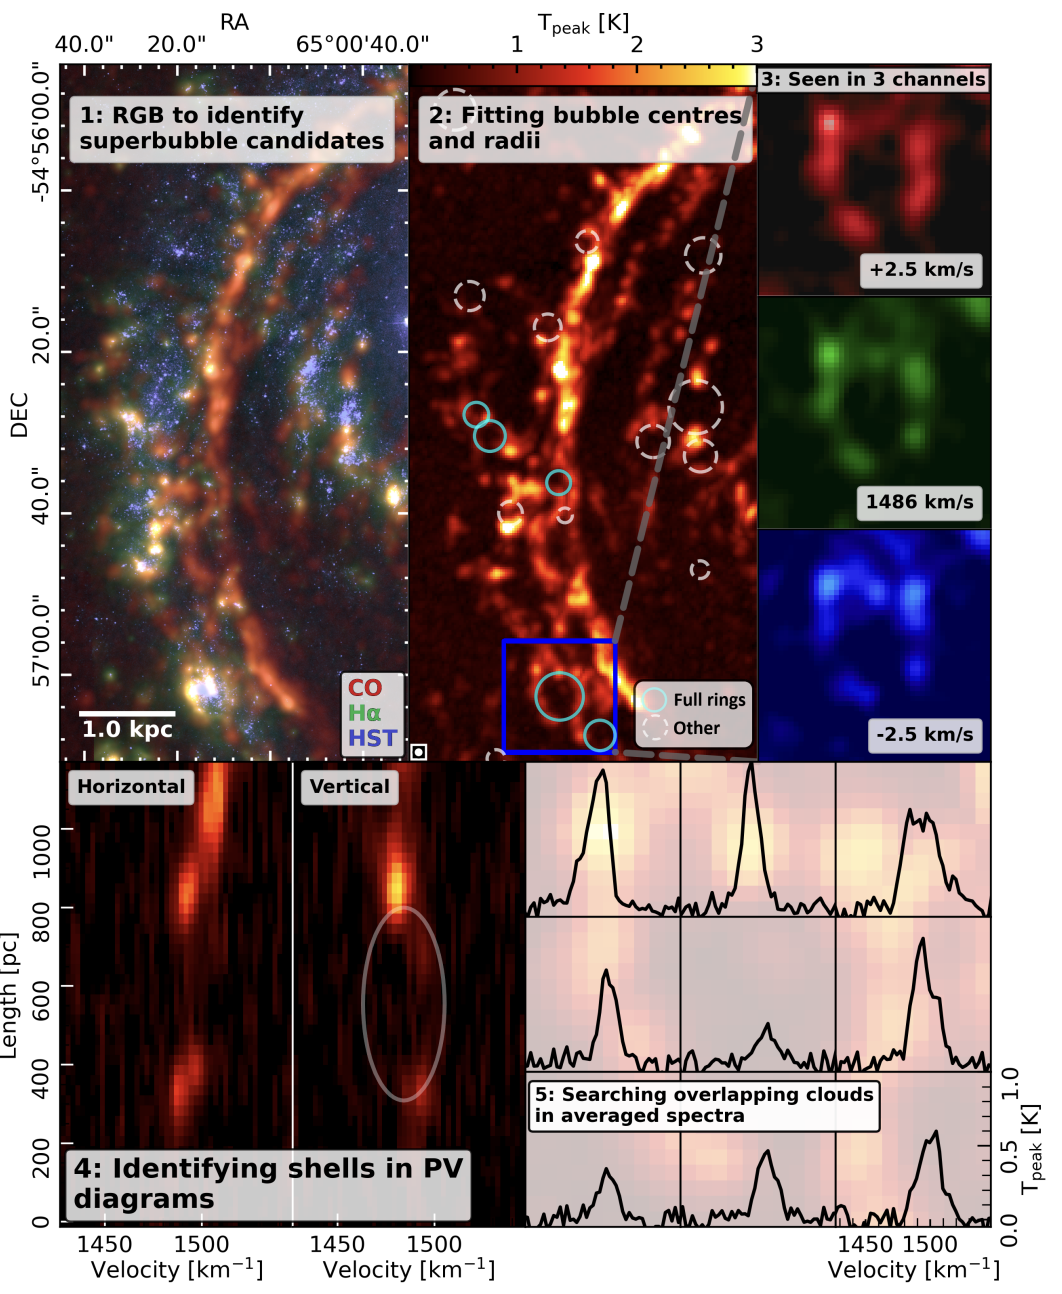 RA
40.0" 20.0" 65°00'40.0"
T_peak [K]
1 2 3
DEC
-54°56'00.0"
20.0"
40.0"
57'00.0"
1: RGB to identify
superbubble candidates
CO
Hα
HST
1.0 kpc
2: Fitting bubble centres
and radii
Full rings
Other
3: Seen in 3 channels
+2.5 km/s
1486 km/s
-2.5 km/s
Horizontal
Vertical
Length [pc]
1000
800
600
400
200
0
4: Identifying shells in PV
diagrams
1450 1500
Velocity [km⁻¹]
1450 1500
Velocity [km⁻¹]
5: Searching overlapping clouds
in averaged spectra
1.0
0.5
0.0
T_peak [K]
1450 1500
Velocity [km⁻¹]